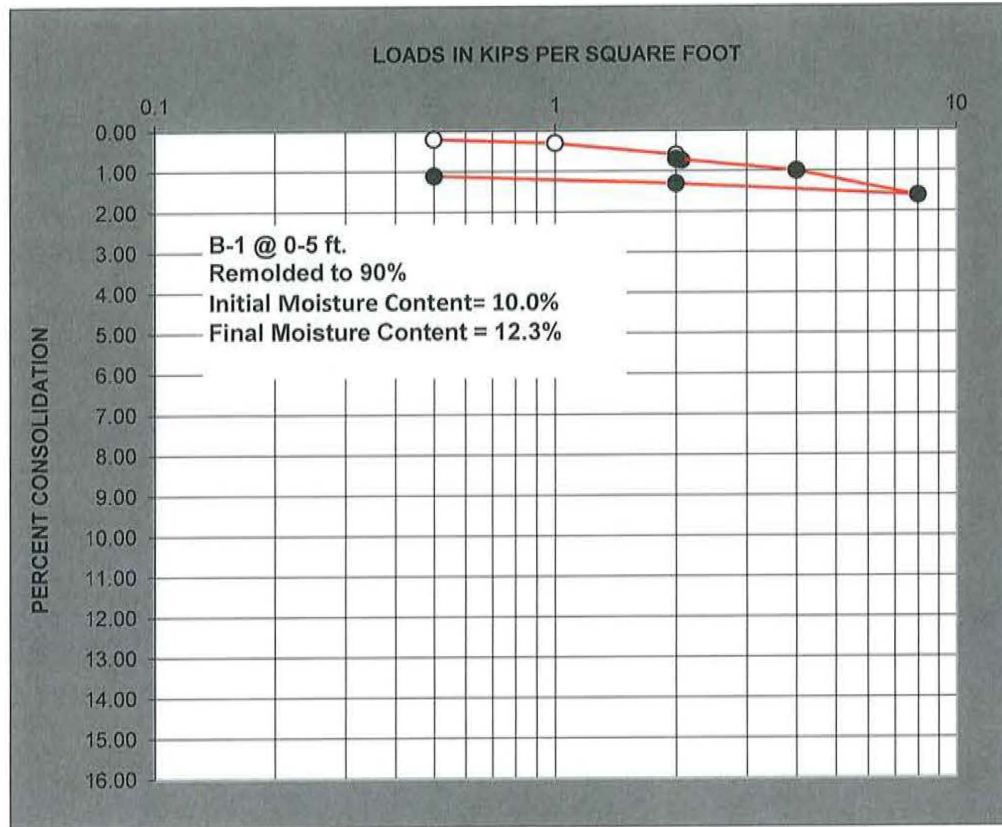 LOADS IN KIPS PER SQUARE FOOT
0.1 1 10
0.00
1.00
2.00
3.00
4.00
5.00
6.00
7.00
8.00
9.00
10.00
11.00
12.00
13.00
14.00
15.00
16.00
PERCENT CONSOLIDATION
B-1 @ 0-5 ft.
Remolded to 90%
Initial Moisture Content= 10.0%
Final Moisture Content = 12.3%